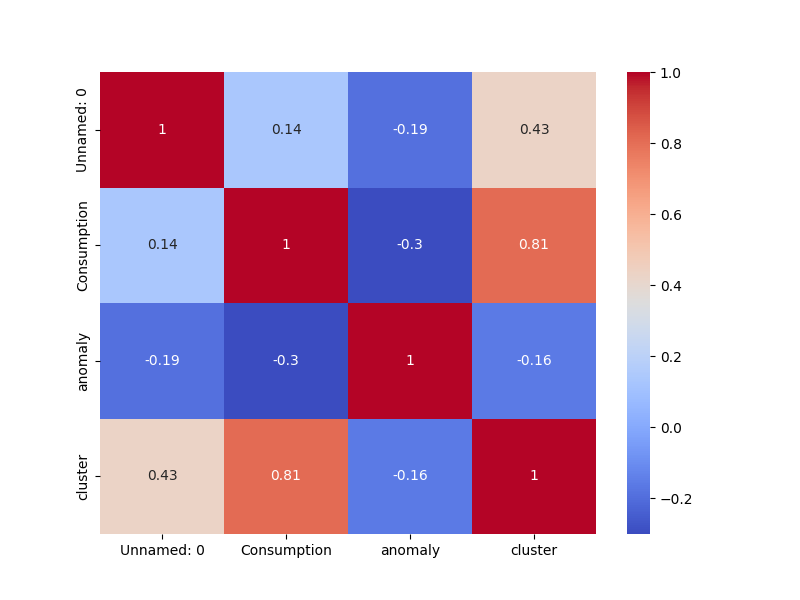 Unnamed: 0
1
0.14
-0.19
0.43
Consumption
0.14
1
-0.3
0.81
anomaly
-0.19
-0.3
1
-0.16
cluster
0.43
0.81
-0.16
1
Unnamed: 0
Consumption
anomaly
cluster
1.0
0.8
0.6
0.4
0.2
0.0
−0.2